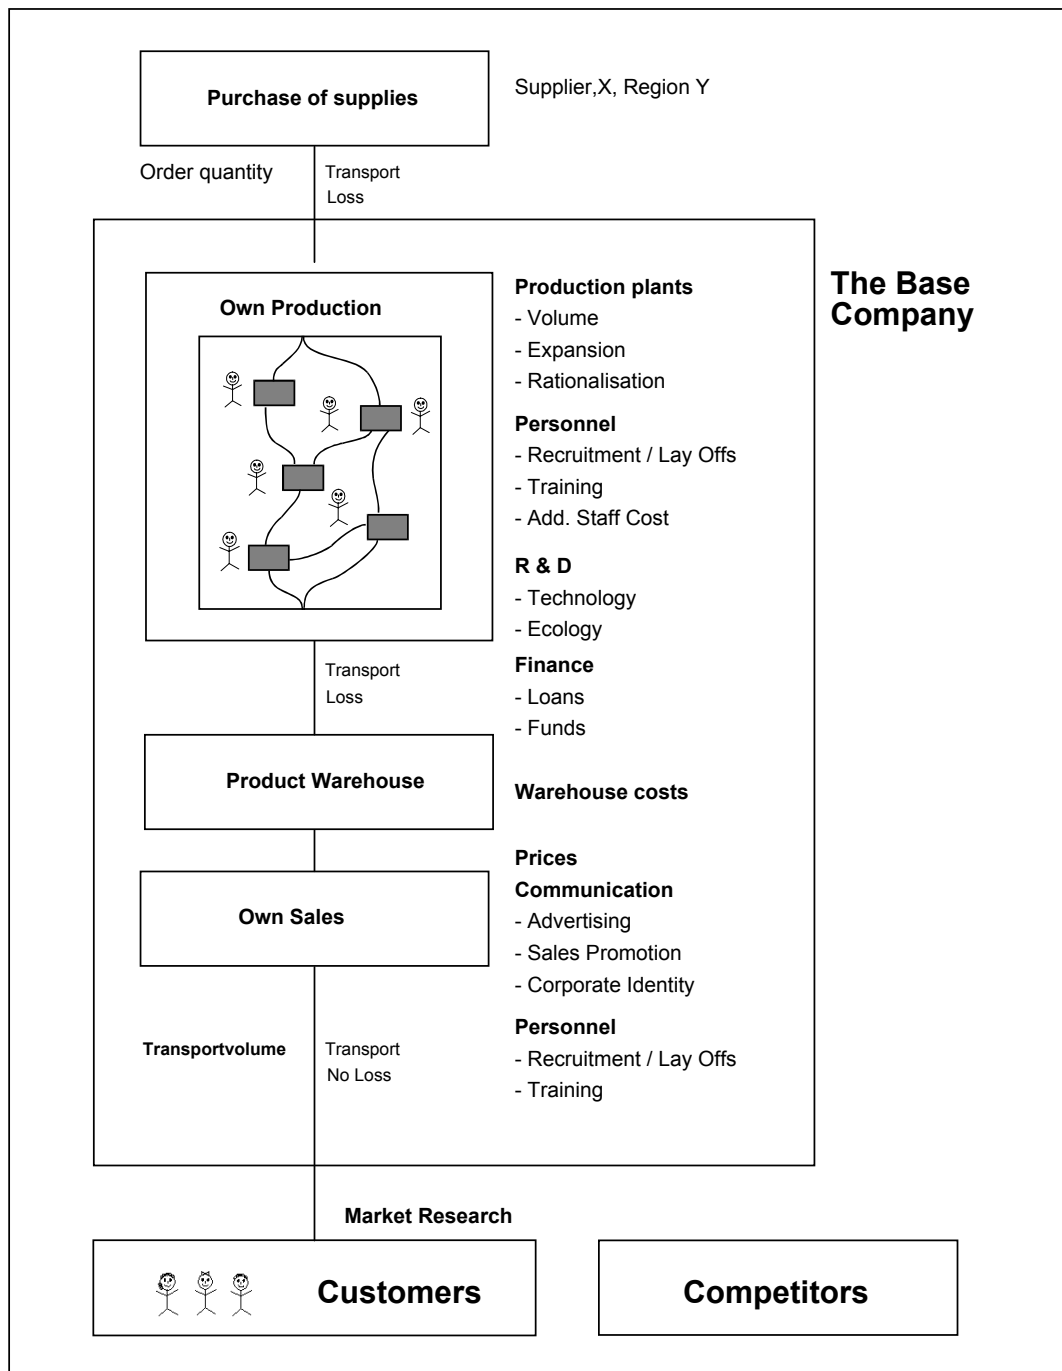 Purchase of supplies
Supplier,X, Region Y
Order quantity
Transport
Loss
The Base
Company
Own Production
Production plants
- Volume
- Expansion
- Rationalisation
Personnel
- Recruitment / Lay Offs
- Training
- Add. Staff Cost
R & D
- Technology
- Ecology
Transport
Loss
Finance
- Loans
- Funds
Product Warehouse
Warehouse costs
Own Sales
Prices
Communication
- Advertising
- Sales Promotion
- Corporate Identity
Transportvolume
Transport
No Loss
Personnel
- Recruitment / Lay Offs
- Training
Market Research
Customers
Competitors